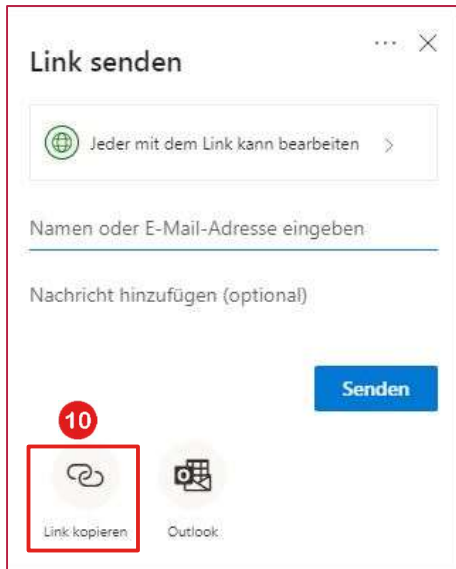 Link senden
Jeder mit dem Link kann bearbeiten
Namen oder E-Mail-Adresse eingeben
Nachricht hinzufügen (optional)
Senden
10
Link kopieren
Outlook